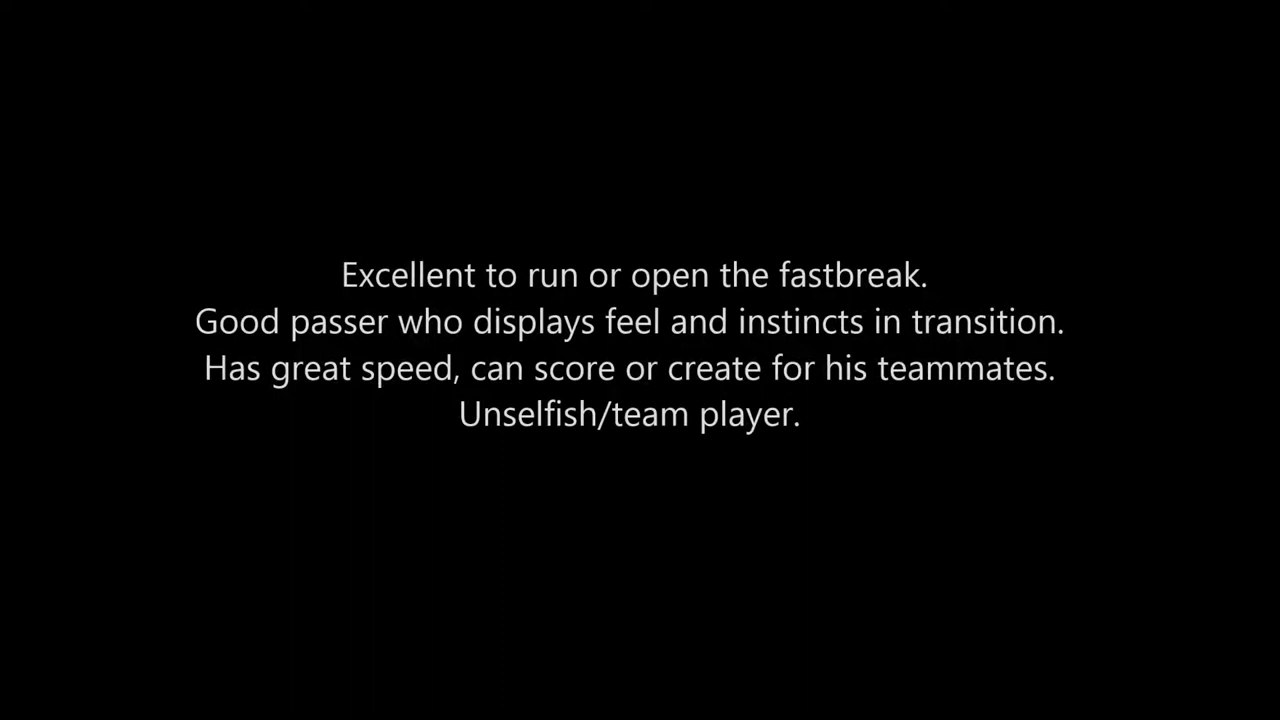 Excellent to run or open the fastbreak.
Good passer who displays feel and instincts in transition.
Has great speed, can score or create for his teammates.
Unselfish/team player.